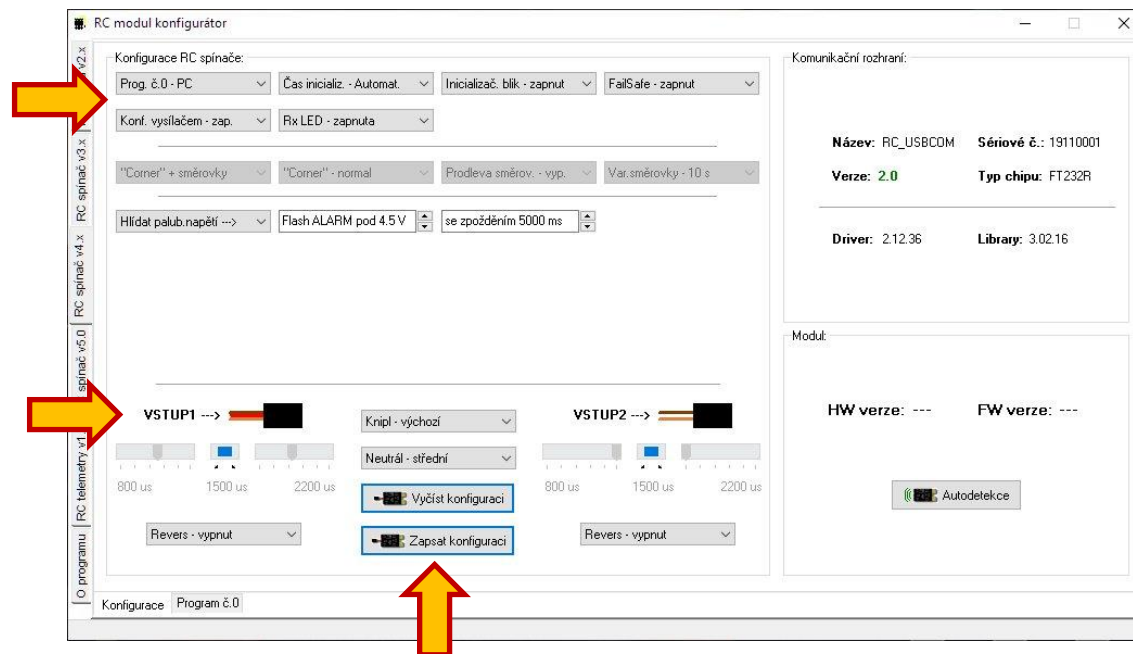 RC modul konfigurátor
v2.x
RC spínač v3.x
RC spínač v4.x
spínač v5.0
RC telemetry v1
O programu
Konfigurace RC spínače:
Prog. č.0 - PC
Čas inicializ. - Automat.
Inicializač. blik - zapnut
FailSafe - zapnut
Konf. vysílačem - zap.
Rx LED - zapnuta
"Corner" + směrovky
"Corner" - normal
Prodleva směrov. - vyp.
Var.směrovky - 10 s
Hlídat palub.napětí --->
Flash ALARM pod 4.5 V
se zpožděním 5000 ms
VSTUP1 --->
800 us
1500 us
2200 us
Revers - vypnut
Knipl - výchozí
Neutrál - střední
Vyčíst konfiguraci
Zapsat konfiguraci
VSTUP2 --->
800 us
1500 us
2200 us
Revers - vypnut
Konfigurace
Program č.0
Komunikační rozhraní:
Název: RC_USBCOM
Sériové č.: 19110001
Verze: 2.0
Typ chipu: FT232R
Driver: 2.12.36
Library: 3.02.16
Modul:
HW verze: ---
FW verze: ---
Autodetekce